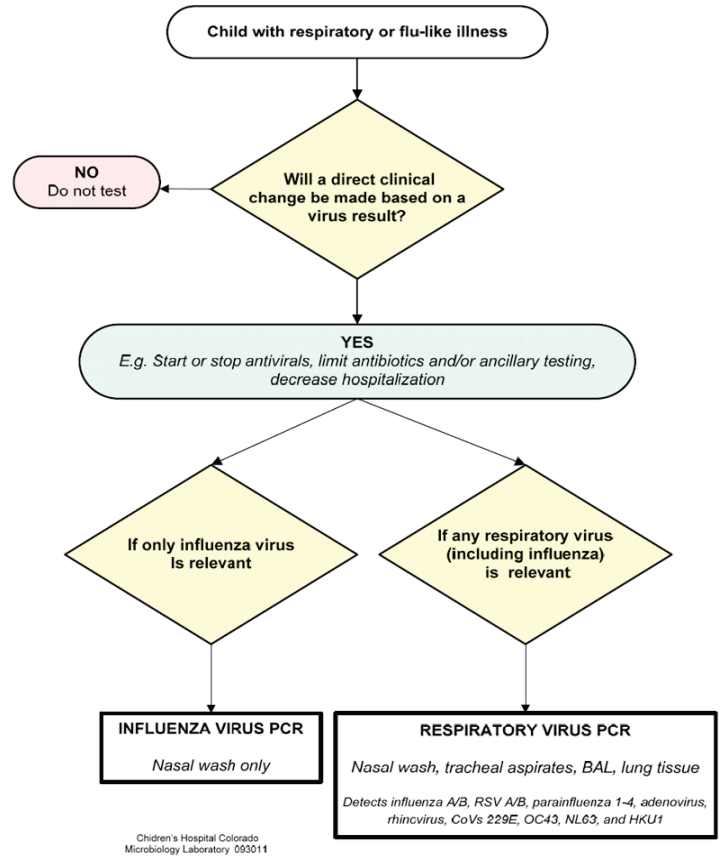 Child with respiratory or flu-like illness
NO
Do not test
Will a direct clinical
change be made based on a
virus result?
YES
E.g. Start or stop antivirals, limit antibiotics and/or ancillary testing,
decrease hospitalization
If only influenza virus
Is relevant
If any respiratory virus
(including influenza)
is relevant
INFLUENZA VIRUS PCR
Nasal wash only
RESPIRATORY VIRUS PCR
Nasal wash, tracheal aspirates, BAL, lung tissue
Detects influenza A/B, RSV A/B, parainfluenza 1-4, adenovirus,
rhinovirus, CoVs 229E, OC43, NL63, and HKU1
Chidren's Hospital Colorado
Microbiology Laboratory 093011